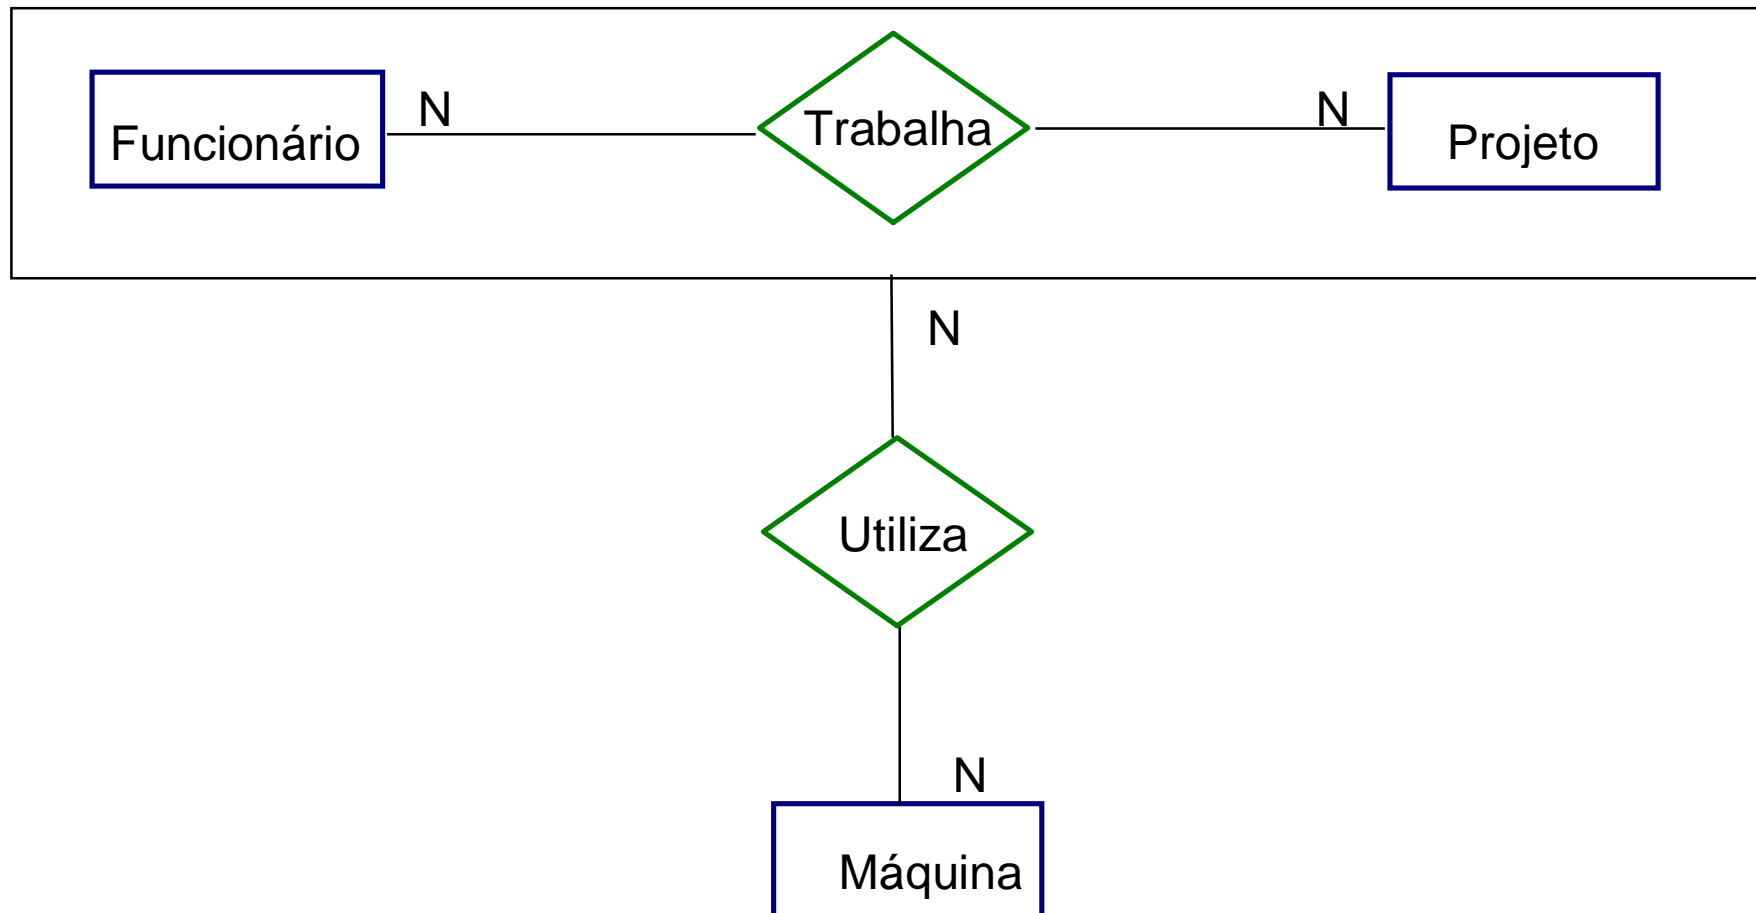 Funcionário
N
Trabalha
N
Projeto
N
Utiliza
N
Máquina